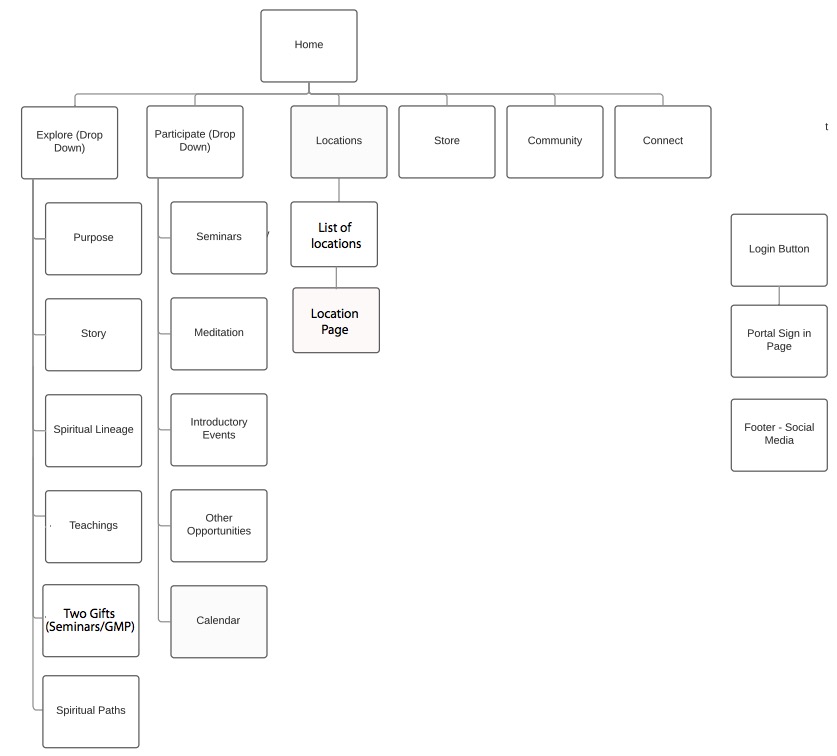 Home
Explore (Drop
Down)
Participate (Drop
Down)
Locations
Store
Community
Connect
t
Purpose
Story
Spiritual Lineage
Teachings
Two Gifts
(Seminars/GMP)
Spiritual Paths
Seminars
Meditation
Introductory
Events
Other
Opportunities
Calendar
List of
locations
Location
Page
Login Button
Portal Sign in
Page
Footer - Social
Media